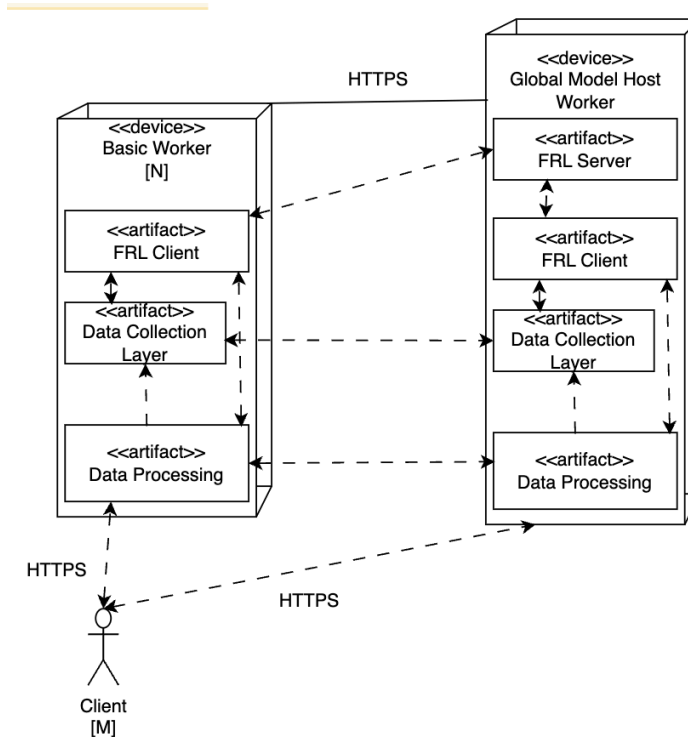 <<device>>
Global Model Host
Worker
HTTPS
<<device>>
Basic Worker
[N]
<<artifact>>
FRL Server
<<artifact>>
FRL Client
<<artifact>>
FRL Client
<<artifact>>
Data Collection
Layer
<<artifact>>
Data Collection
Layer
<<artifact>>
Data Processing
<<artifact>>
Data Processing
HTTPS
HTTPS
Client
[M]